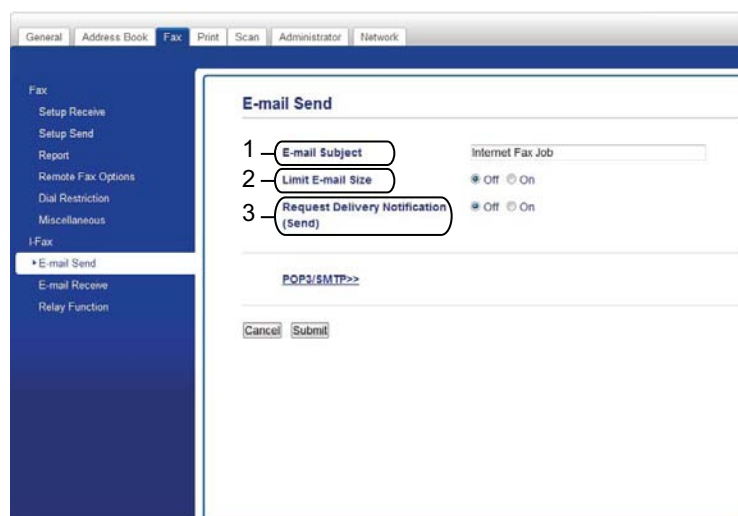 General Address Book Fax Print Scan Administrator Network
Fax
Setup Receive
Setup Send
Report
Remote Fax Options
Dial Restriction
Miscellaneous
I-Fax
E-mail Send
E-mail Receive
Relay Function
E-mail Send
1 E-mail Subject Internet Fax Job
2 Limit E-mail Size Off On
3 Request Delivery Notification Off On
(Send)
POP3/SMTP>>
Cancel Submit